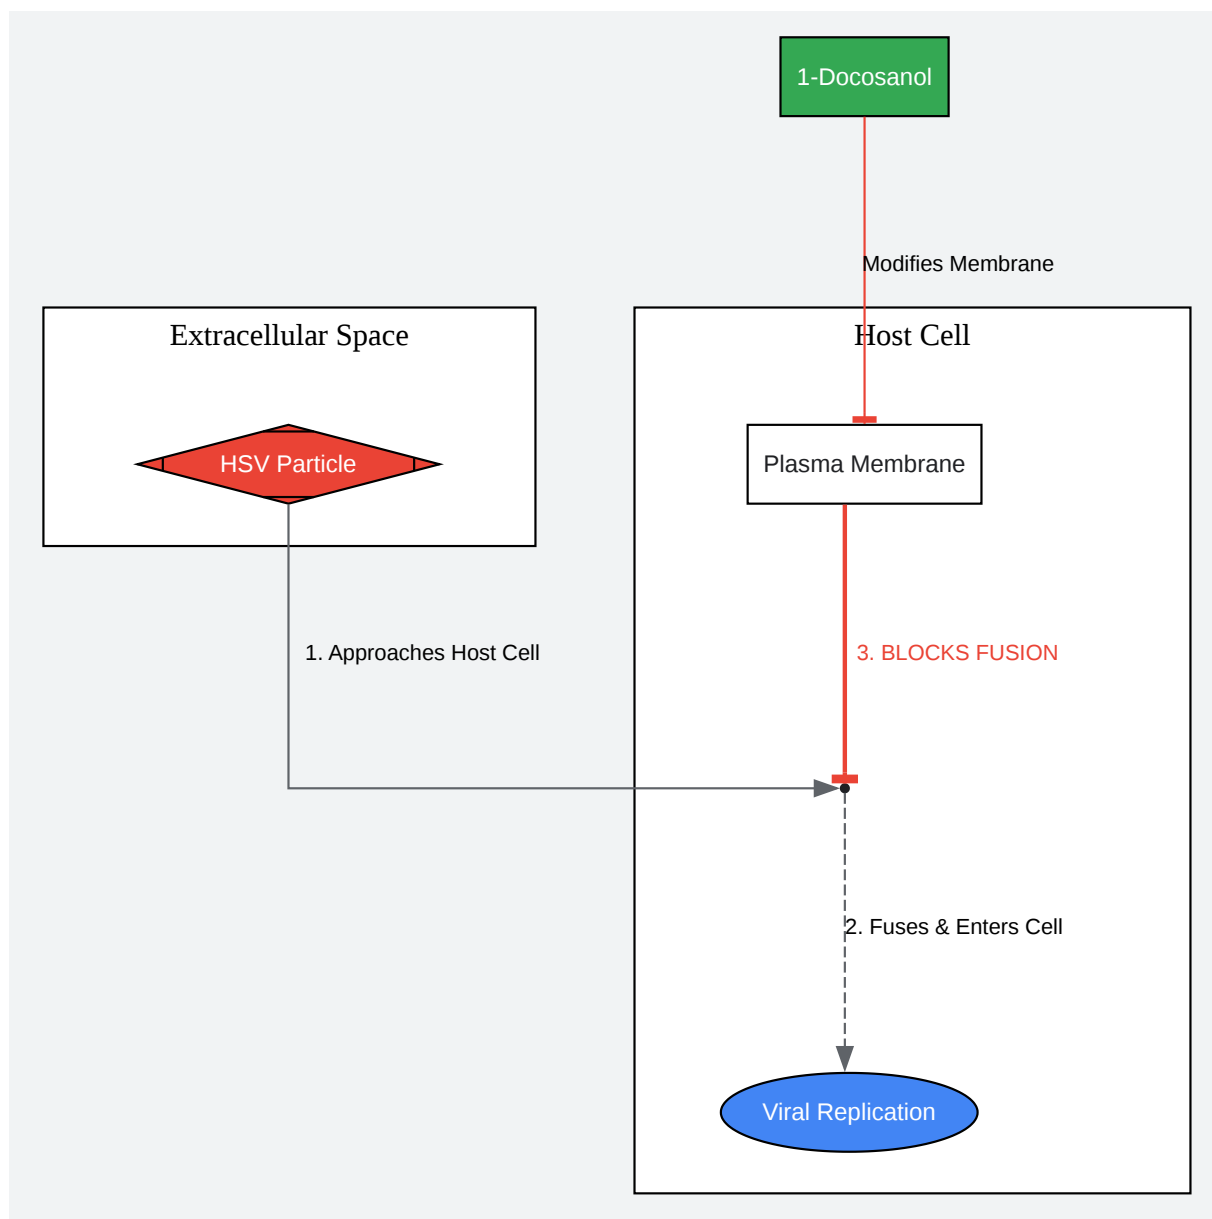 1-Docosanol
Modifies Membrane
Extracellular Space
Host Cell
HSV Particle
Plasma Membrane
1. Approaches Host Cell
3. BLOCKS FUSION
2. Fuses & Enters Cell
Viral Replication